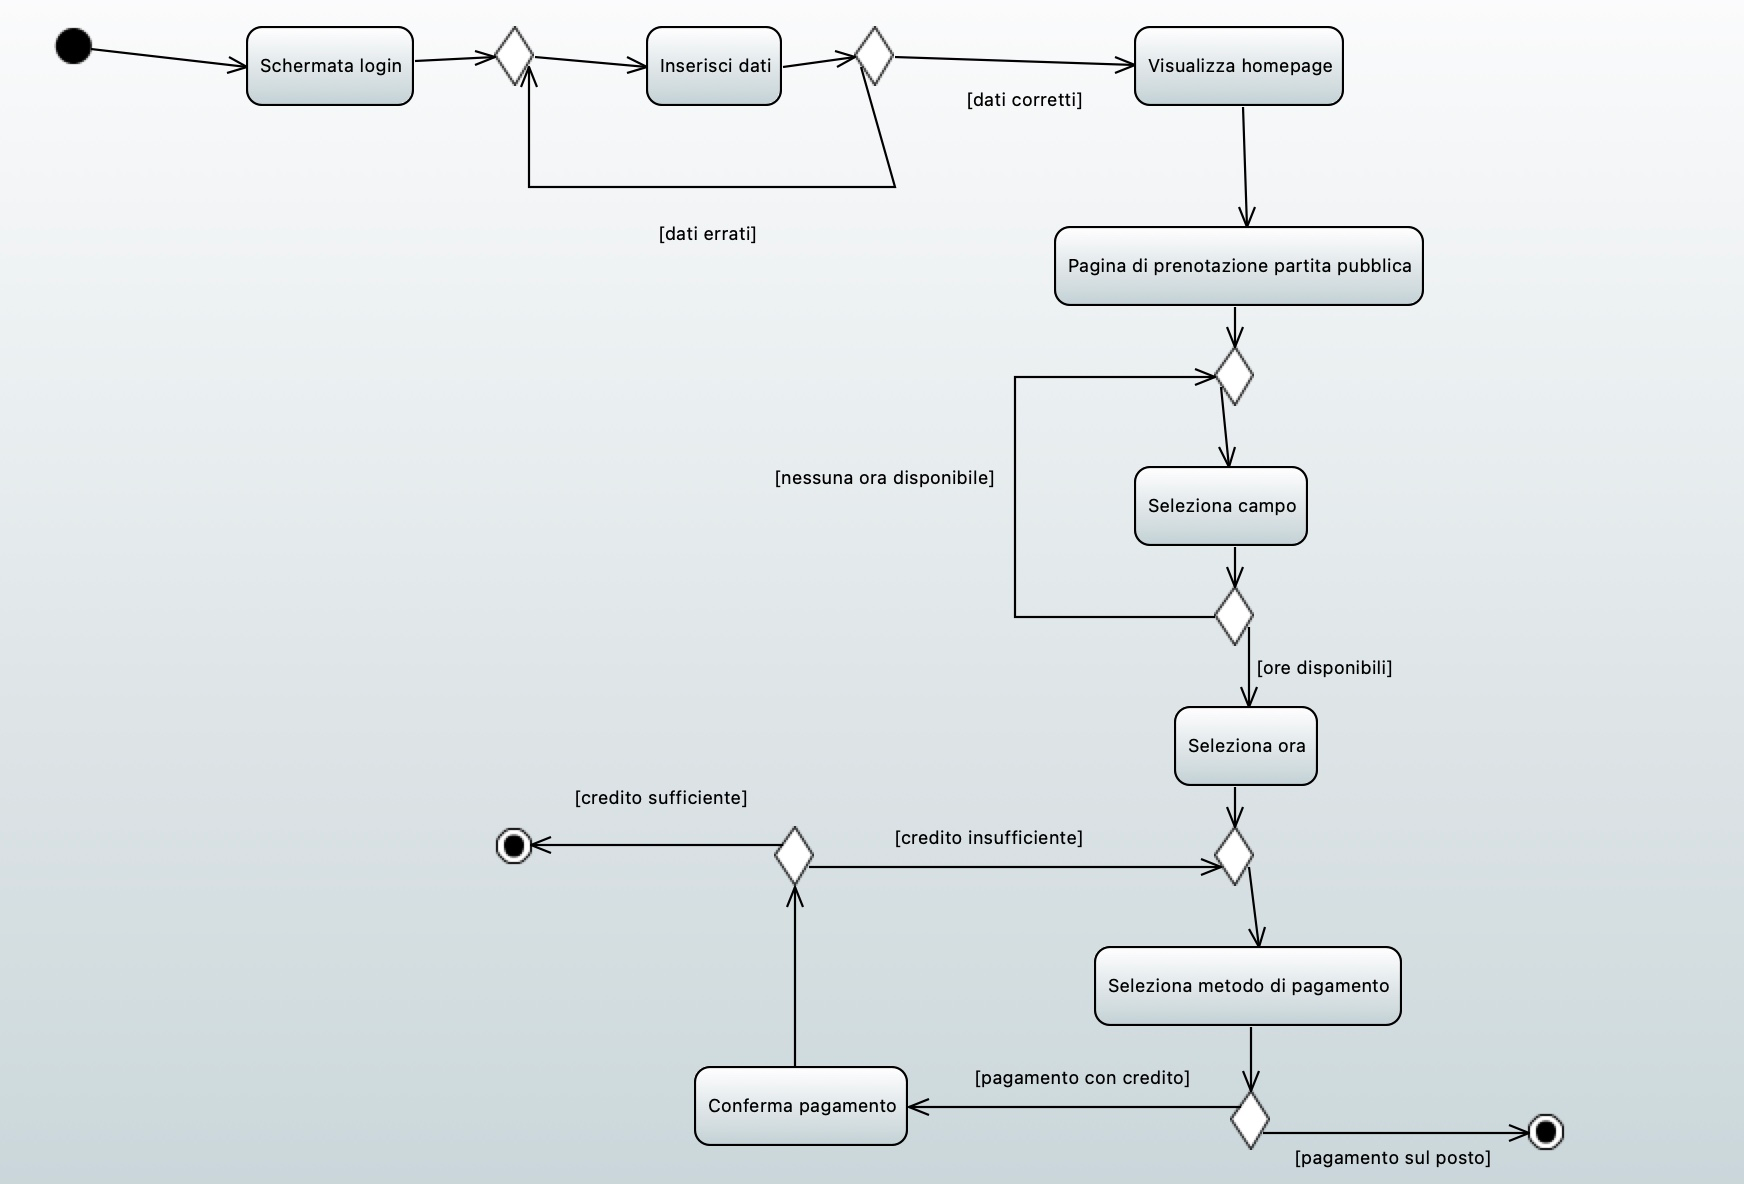 Schermata login
Inserisci dati
Visualizza homepage
[dati corretti]
[dati errati]
Pagina di prenotazione partita pubblica
[nessuna ora disponibile]
Seleziona campo
[ore disponibili]
Seleziona ora
[credito sufficiente]
[credito insufficiente]
Seleziona metodo di pagamento
[pagamento con credito]
Conferma pagamento
[pagamento sul posto]